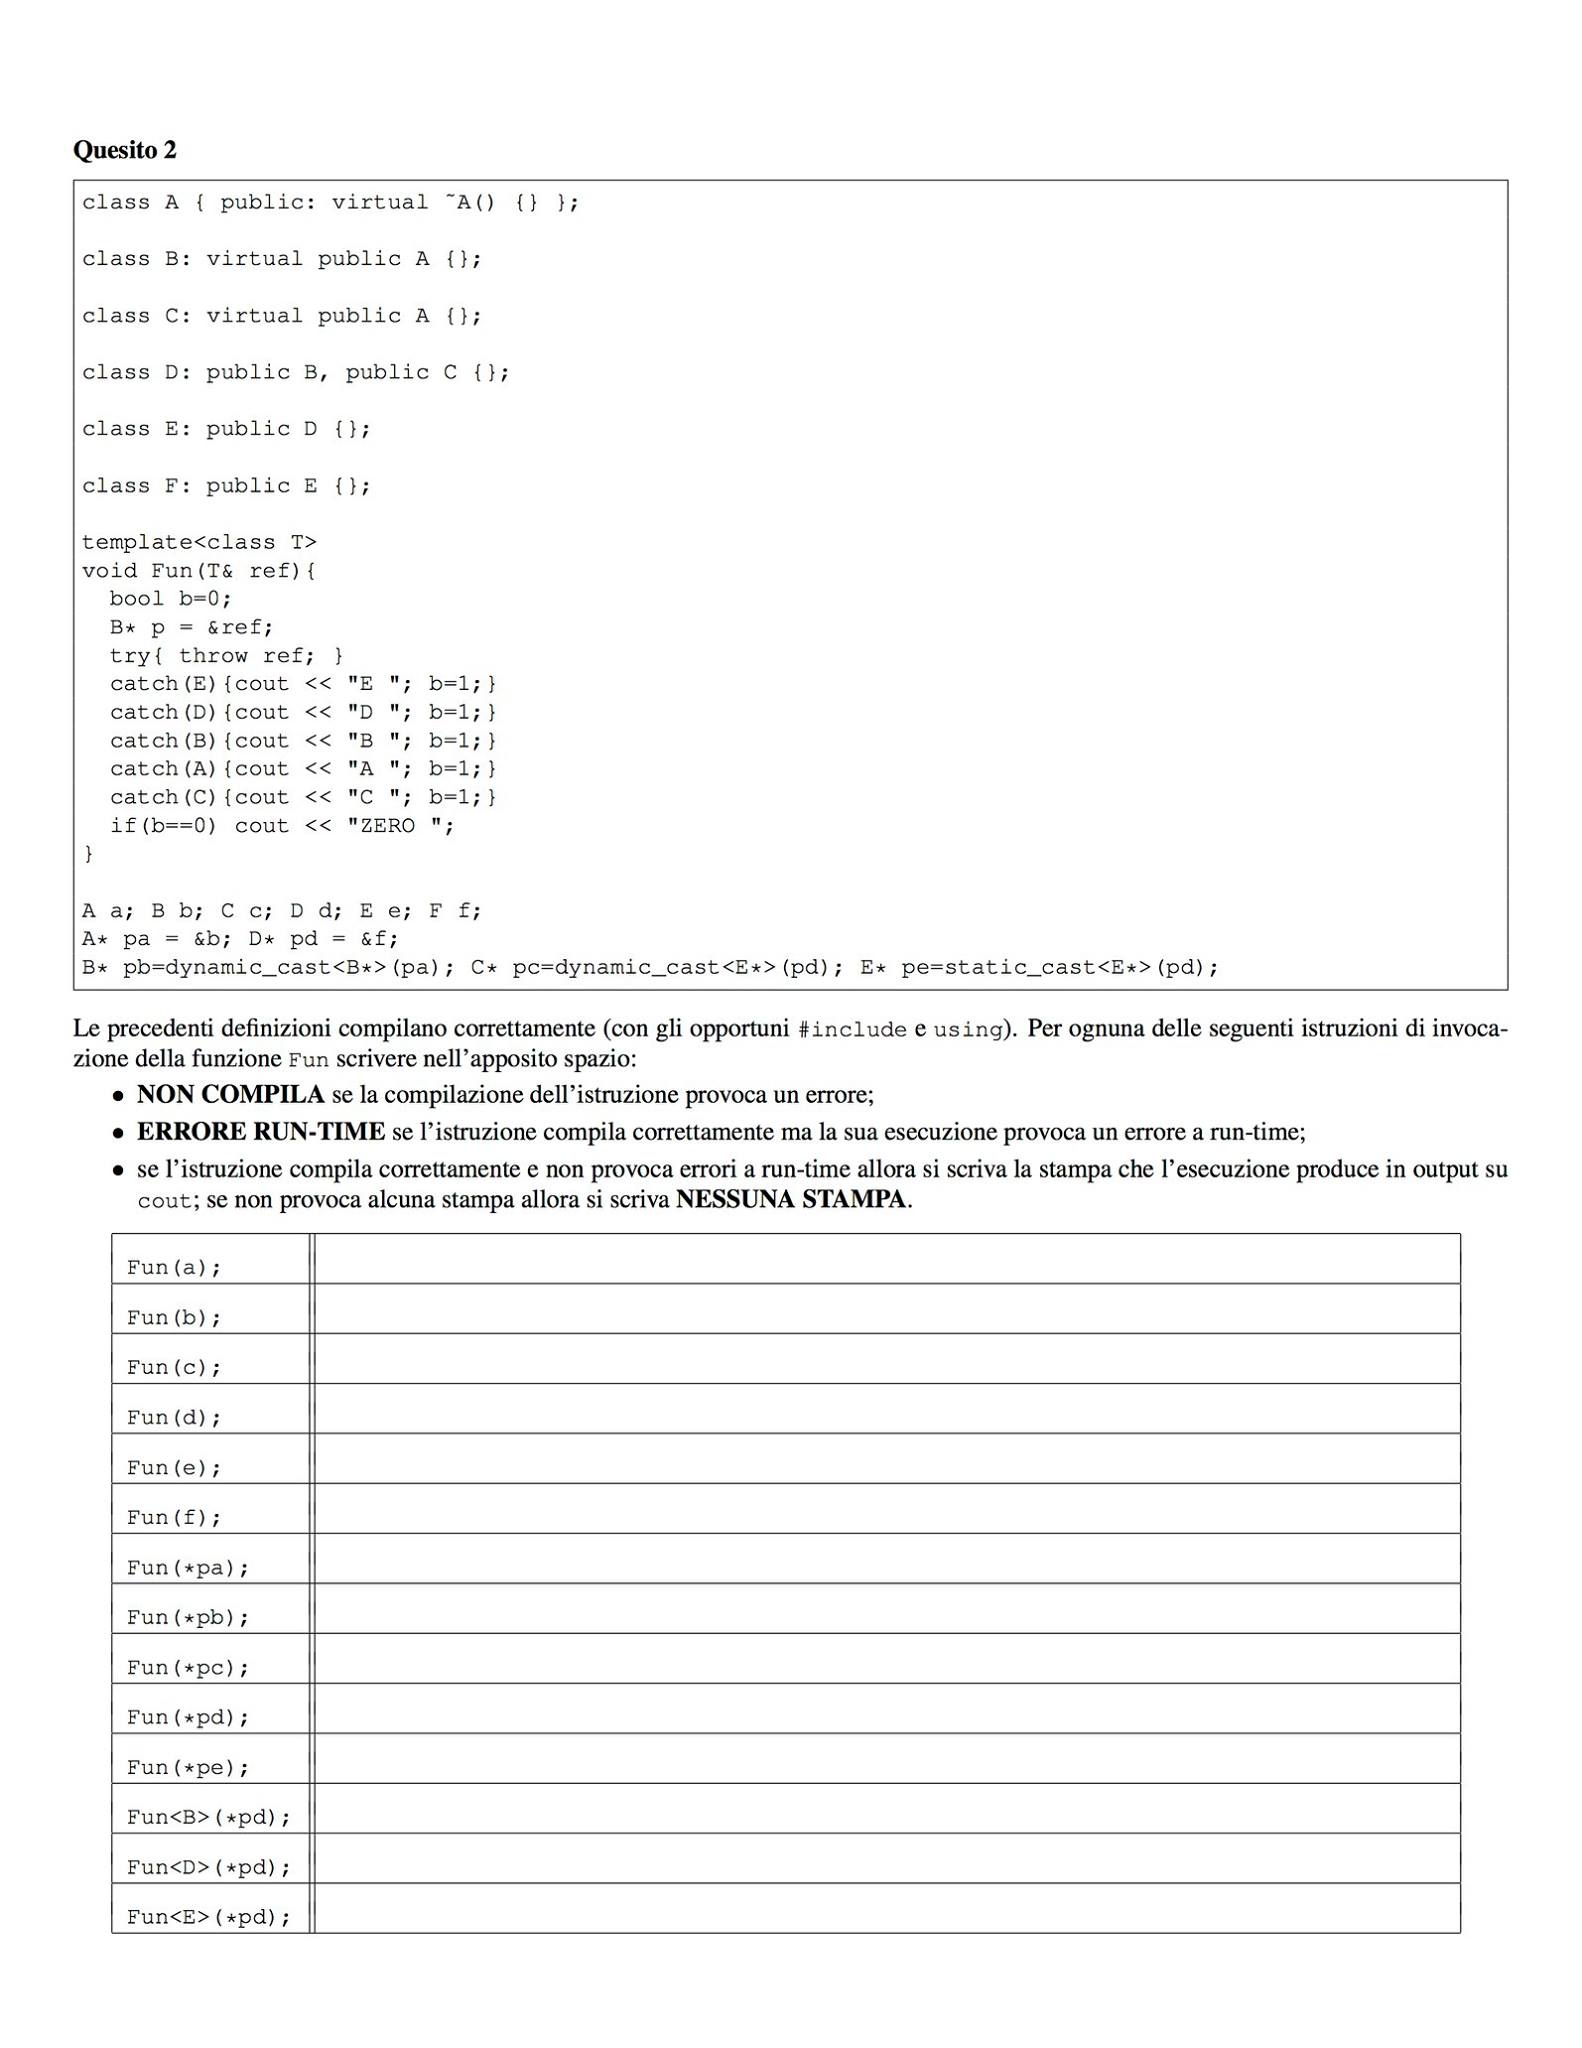 Quesito 2
class A { public: virtual ~A() {} };
class B: virtual public A {};
class C: virtual public A {};
class D: public B, public C {};
class E: public D {};
class F: public E {};
template<class T>
void Fun(T& ref){
  bool b=0;
  B* p = &ref;
  try{ throw ref; }
  catch(E){cout << "E "; b=1;}
  catch(D){cout << "D "; b=1;}
  catch(B){cout << "B "; b=1;}
  catch(A){cout << "A "; b=1;}
  catch(C){cout << "C "; b=1;}
  if(b==0) cout << "ZERO ";
}
A a; B b; C c; D d; E e; F f;
A* pa = &b; D* pd = &f;
B* pb=dynamic_cast<B*>(pa); C* pc=dynamic_cast<E*>(pd); E* pe=static_cast<E*>(pd);
Le precedenti definizioni compilano correttamente (con gli opportuni #include e using). Per ognuna delle seguenti istruzioni di invoca-
zione della funzione Fun scrivere nell'apposito spazio:
• NON COMPILA se la compilazione dell'istruzione provoca un errore;
• ERRORE RUN-TIME se l'istruzione compila correttamente ma la sua esecuzione provoca un errore a run-time;
• se l'istruzione compila correttamente e non provoca errori a run-time allora si scriva la stampa che l'esecuzione produce in output su
cout; se non provoca alcuna stampa allora si scriva NESSUNA STAMPA.
Fun(a);
Fun(b);
Fun(c);
Fun(d);
Fun(e);
Fun(f);
Fun(*pa);
Fun(*pb);
Fun(*pc);
Fun(*pd);
Fun(*pe);
Fun<B>(*pd);
Fun<D>(*pd);
Fun<E>(*pd);